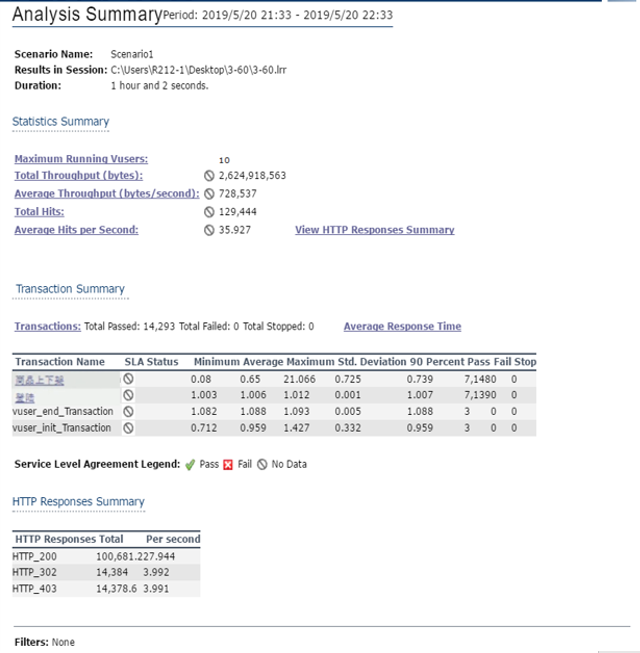 Analysis Summary Period: 2019/5/20 21:33 - 2019/5/20 22:33
Scenario Name: Scenario1
Results in Session: C:\Users\R212-1\Desktop\3-60\3-60.lrr
Duration: 1 hour and 2 seconds.
Statistics Summary
Maximum Running Vusers: 10
Total Throughput (bytes): 2,624,918,563
Average Throughput (bytes/second): 728,537
Total Hits: 129,444
Average Hits per Second: 35.927 View HTTP Responses Summary
Transaction Summary
Transactions: Total Passed: 14,293 Total Failed: 0 Total Stopped: 0 Average Response Time
Transaction Name SLA Status Minimum Average Maximum Std. Deviation 90 Percent Pass Fail Stop
商品上下架 0.08 0.65 21.066 0.725 0.739 7,1480 0
登陆 1.003 1.006 1.012 0.001 1.007 7,1390 0
vuser_end_Transaction 1.082 1.088 1.093 0.005 1.088 3 0 0
vuser_init_Transaction 0.712 0.959 1.427 0.332 0.959 3 0 0
Service Level Agreement Legend: Pass Fail No Data
HTTP Responses Summary
HTTP Responses Total Per second
HTTP_200 100,681.227.944
HTTP_302 14,384 3.992
HTTP_403 14,378.6 3.991
Filters: None